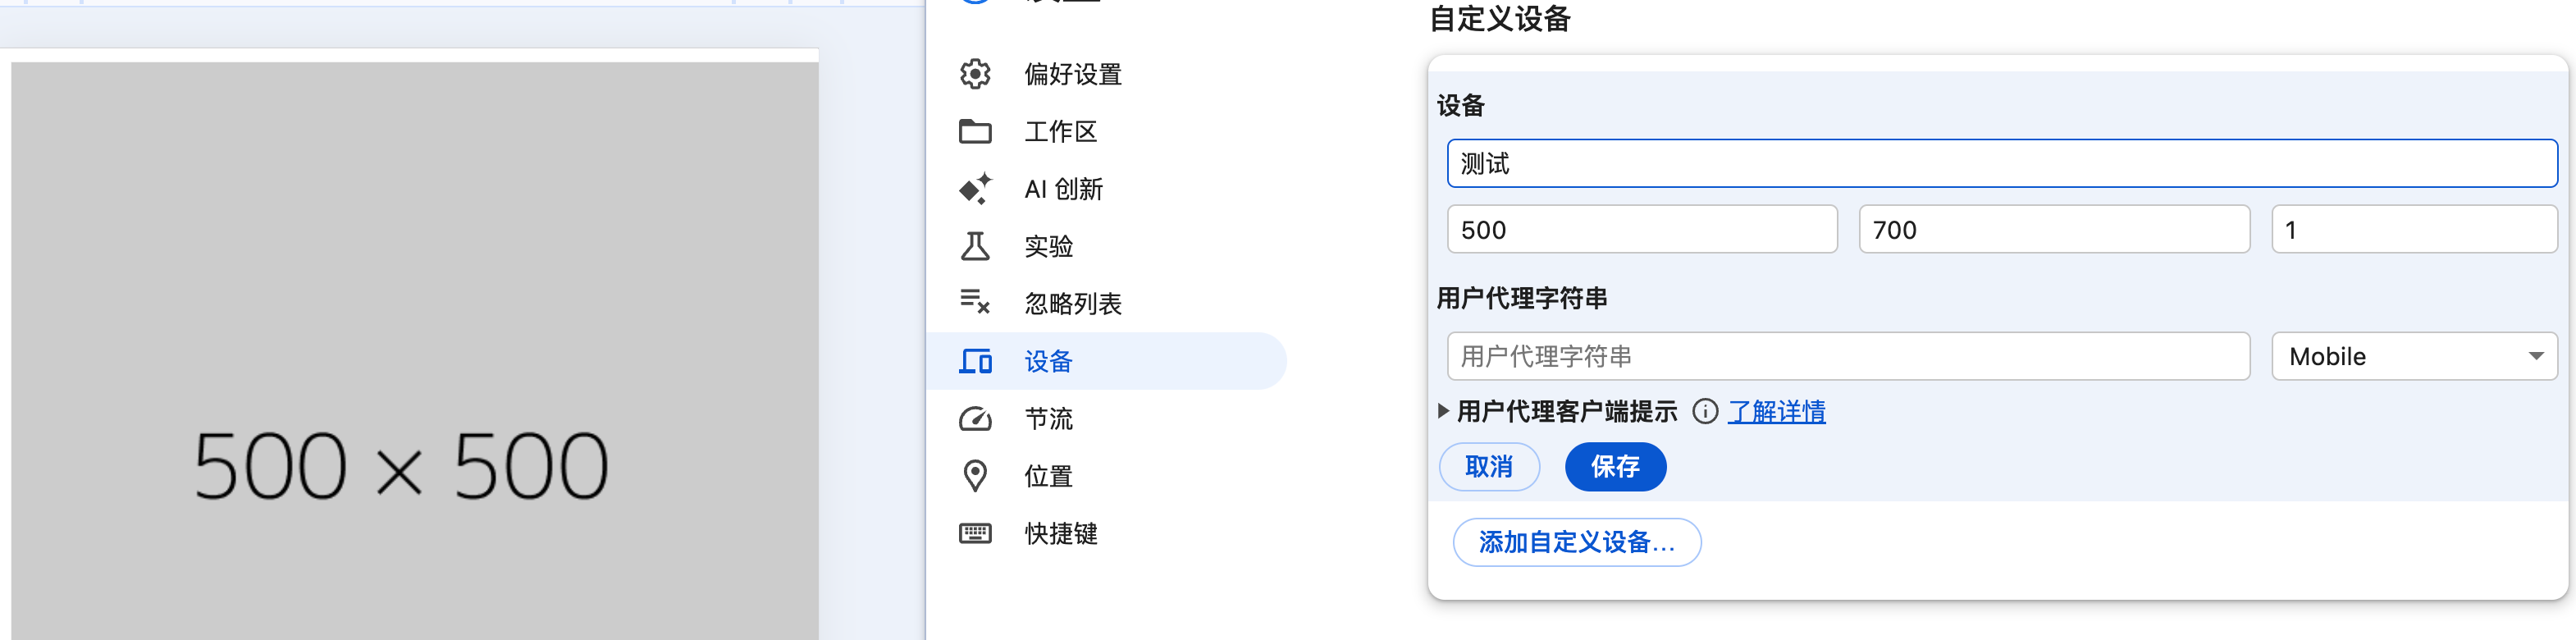 500 × 500
偏好设置
工作区
AI 创新
实验
忽略列表
设备
节流
位置
快捷键
自定义设备
设备
测试
500
700
1
用户代理字符串
用户代理字符串
Mobile
用户代理客户端提示 了解详情
取消
保存
添加自定义设备...